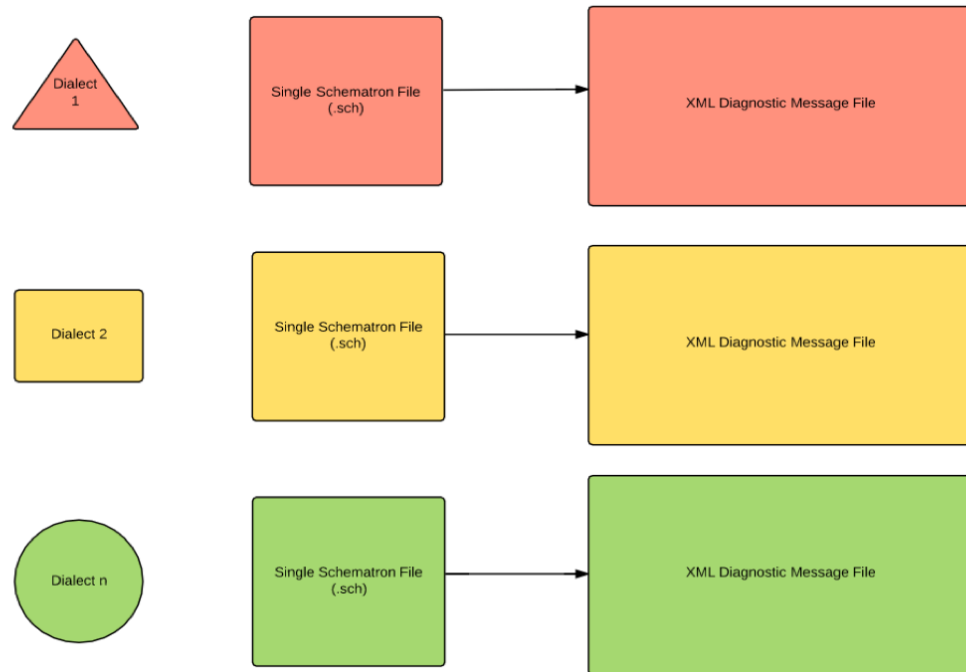 Dialect
1
Single Schematron File
(.sch)
XML Diagnostic Message File
Dialect 2
Single Schematron File
(.sch)
XML Diagnostic Message File
Dialect n
Single Schematron File
(.sch)
XML Diagnostic Message File